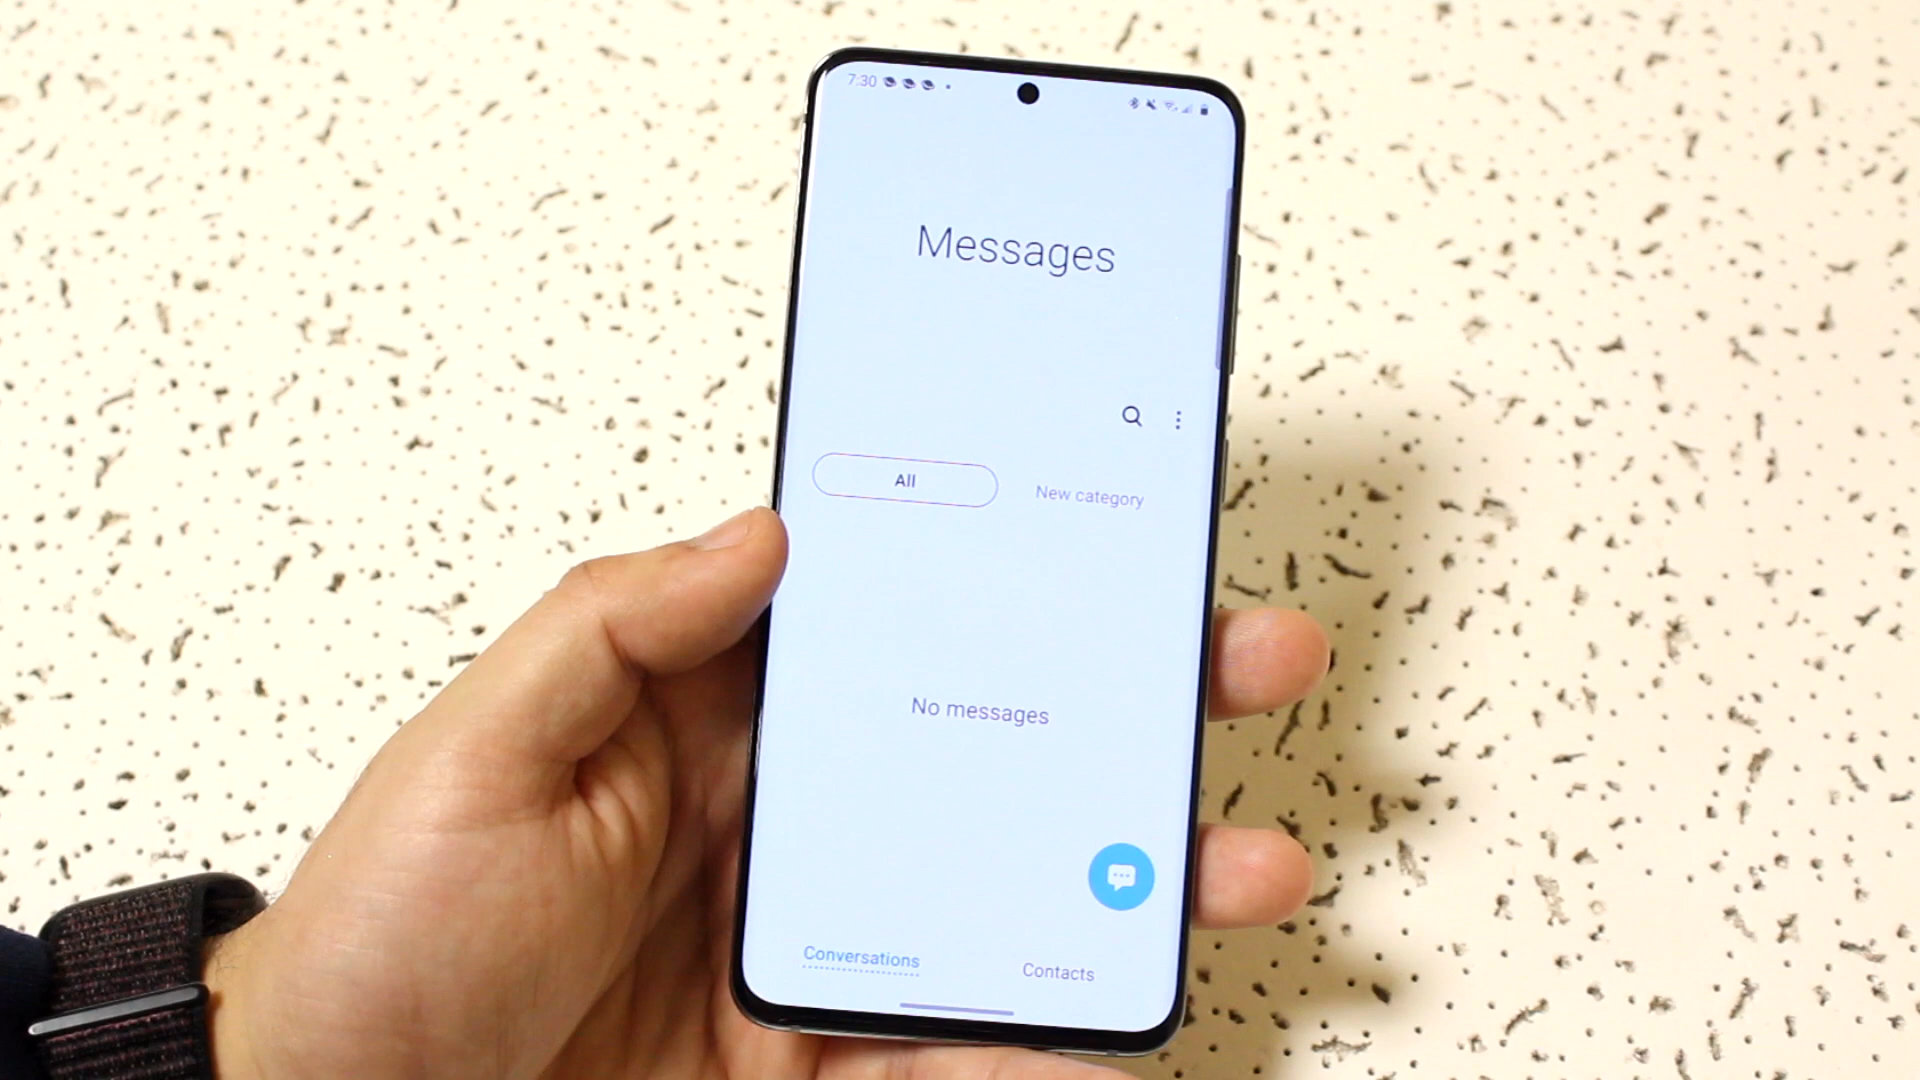 7:30
Messages
All
New category
No messages
Conversations
Contacts